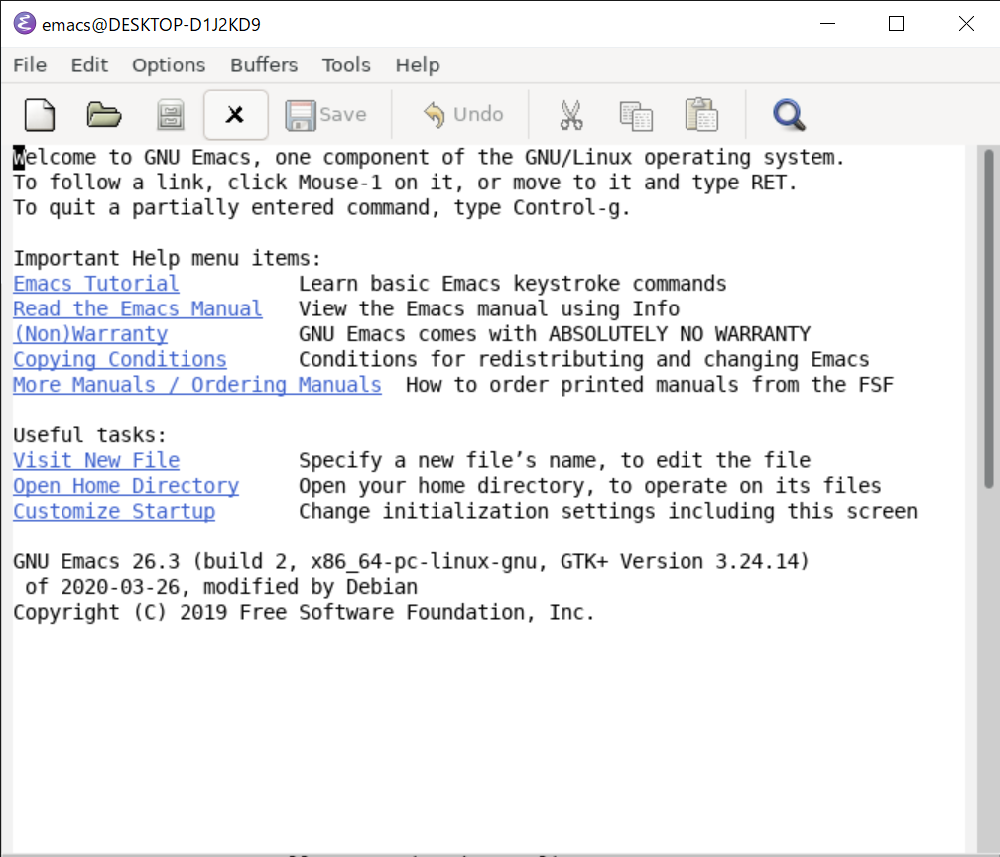 emacs@DESKTOP-D1J2KD9
File Edit Options Buffers Tools Help
Save Undo
Welcome to GNU Emacs, one component of the GNU/Linux operating system.
To follow a link, click Mouse-1 on it, or move to it and type RET.
To quit a partially entered command, type Control-g.
Important Help menu items:
Emacs Tutorial Learn basic Emacs keystroke commands
Read the Emacs Manual View the Emacs manual using Info
(Non)Warranty GNU Emacs comes with ABSOLUTELY NO WARRANTY
Copying Conditions Conditions for redistributing and changing Emacs
More Manuals / Ordering Manuals How to order printed manuals from the FSF
Useful tasks:
Visit New File Specify a new file’s name, to edit the file
Open Home Directory Open your home directory, to operate on its files
Customize Startup Change initialization settings including this screen
GNU Emacs 26.3 (build 2, x86_64-pc-linux-gnu, GTK+ Version 3.24.14)
of 2020-03-26, modified by Debian
Copyright (C) 2019 Free Software Foundation, Inc.